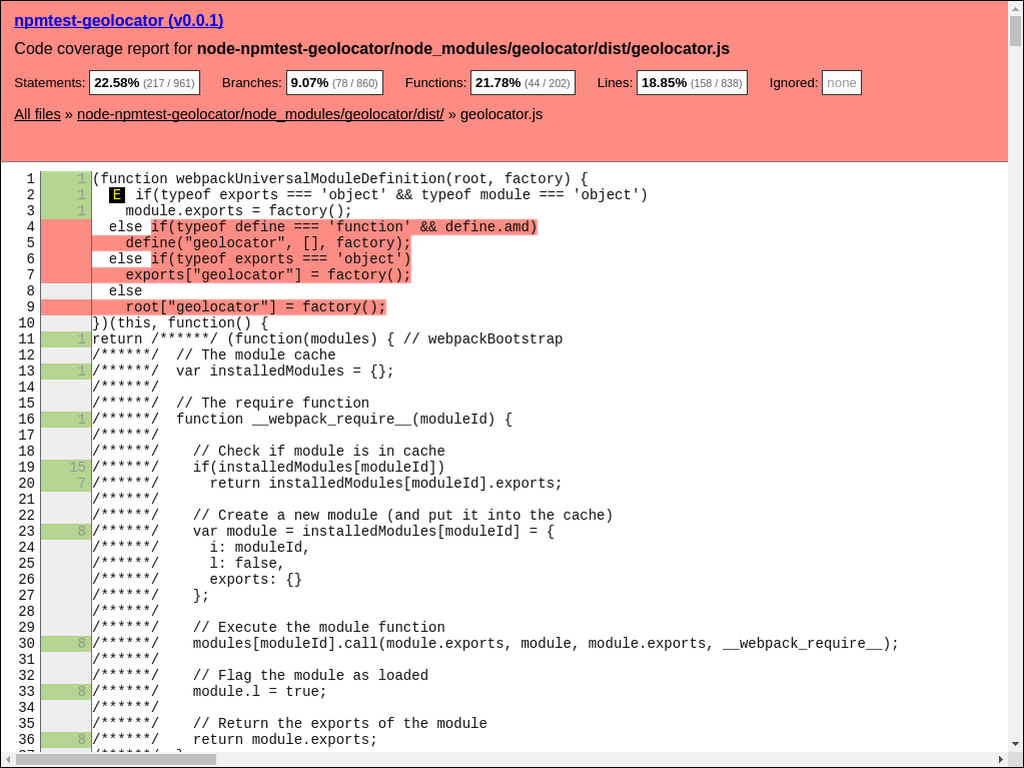 npmtest-geolocator (v0.0.1)
Code coverage report for node-npmtest-geolocator/node_modules/geolocator/dist/geolocator.js
Statements: 22.58% (217 / 961) Branches: 9.07% (78 / 860) Functions: 21.78% (44 / 202) Lines: 18.85% (158 / 838) Ignored: none
All files » node-npmtest-geolocator/node_modules/geolocator/dist/ » geolocator.js
1 1 (function webpackUniversalModuleDefinition(root, factory) {
2 1 E if(typeof exports === 'object' && typeof module === 'object')
3 1 module.exports = factory();
4 else if(typeof define === 'function' && define.amd)
5 define("geolocator", [], factory);
6 else if(typeof exports === 'object')
7 exports["geolocator"] = factory();
8 else
9 root["geolocator"] = factory();
10 })(this, function() {
11 1 return /******/ (function(modules) { // webpackBootstrap
12 /******/ // The module cache
13 1 /******/ var installedModules = {};
14 /******/
15 /******/ // The require function
16 1 /******/ function __webpack_require__(moduleId) {
17 /******/
18 /******/ // Check if module is in cache
19 15 /******/ if(installedModules[moduleId])
20 7 /******/ return installedModules[moduleId].exports;
21 /******/
22 /******/ // Create a new module (and put it into the cache)
23 8 /******/ var module = installedModules[moduleId] = {
24 /******/ i: moduleId,
25 /******/ l: false,
26 /******/ exports: {}
27 /******/ };
28 /******/
29 /******/ // Execute the module function
30 8 /******/ modules[moduleId].call(module.exports, module, module.exports, __webpack_require__);
31 /******/
32 /******/ // Flag the module as loaded
33 8 /******/ module.l = true;
34 /******/
35 /******/ // Return the exports of the module
36 8 /******/ return module.exports;